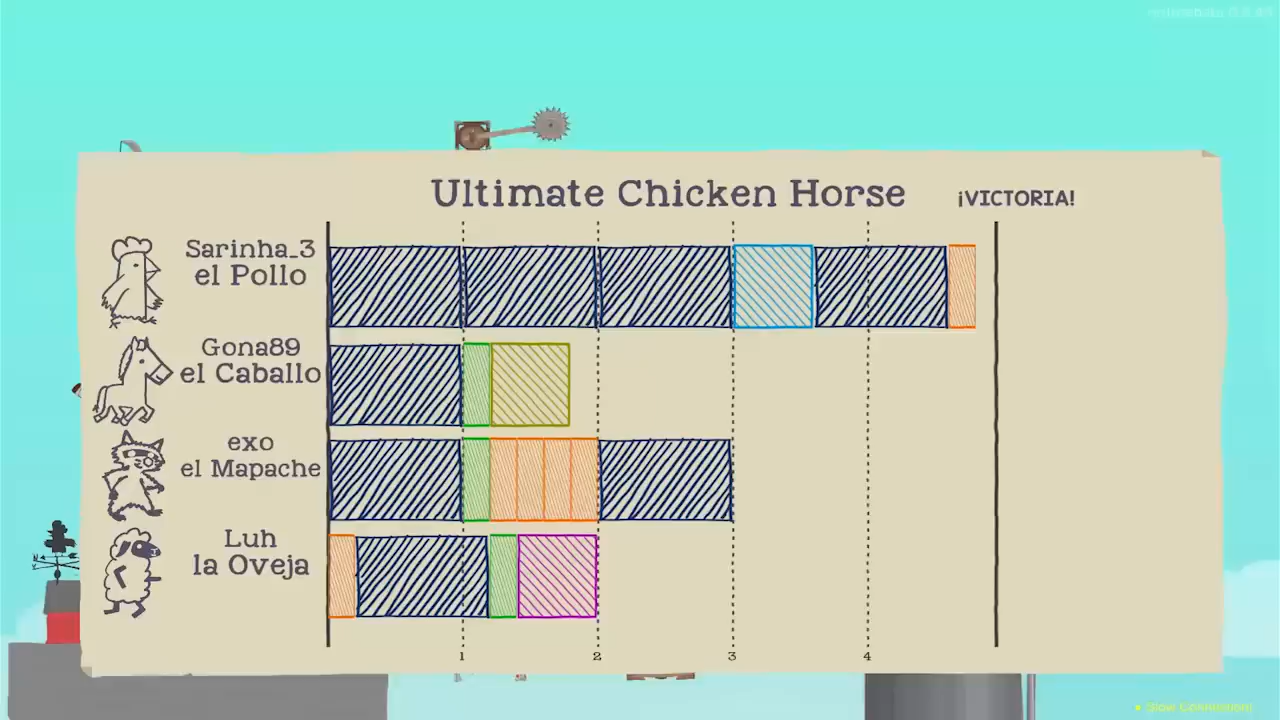 Ultimate Chicken Horse
¡VICTORIA!
Sarinha_3
el Pollo
Gona89
el Caballo
exo
el Mapache
Luh
la Oveja
1 2 3 4
Slow Connection!